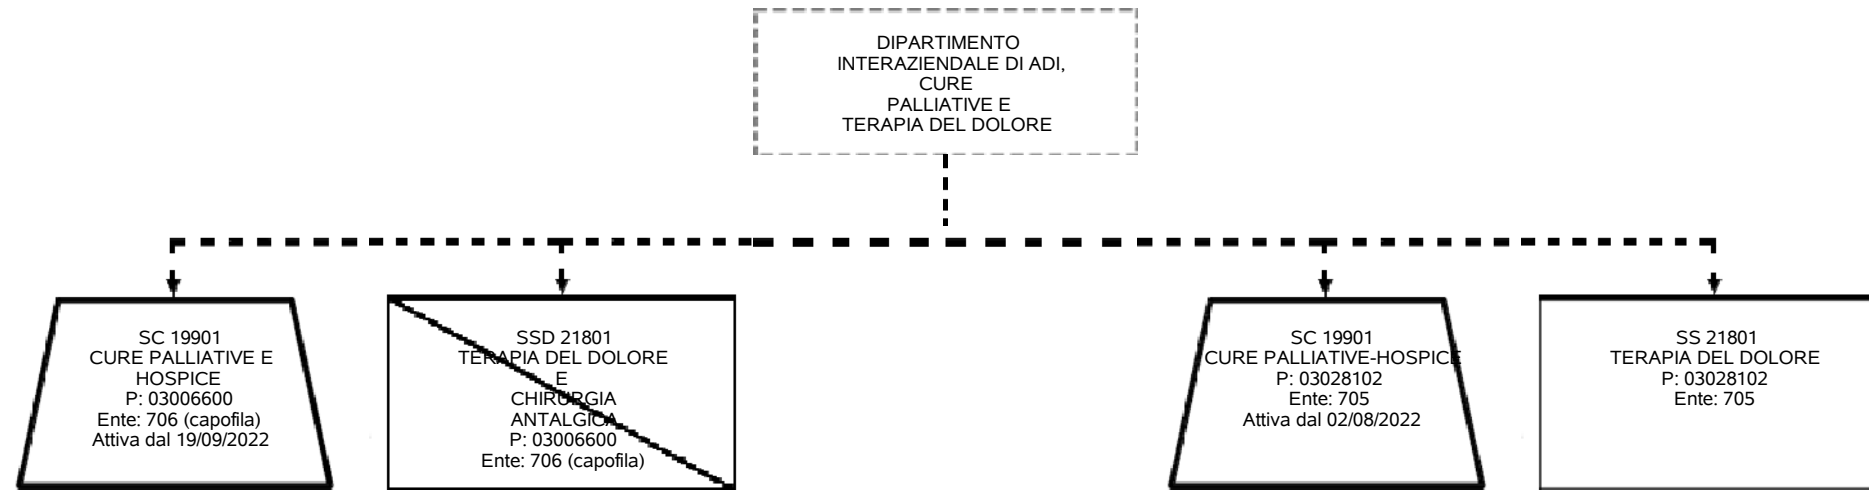 DIPARTIMENTO
INTERAZIENDALE DI ADI,
CURE
PALLIATIVE E
TERAPIA DEL DOLORE
SC 19901
CURE PALLIATIVE E
HOSPICE
P: 03006600
Ente: 706 (capofila)
Attiva dal 19/09/2022
SSD 21801
TERAPIA DEL DOLORE
E
CHIRURGIA
ANTALGICA
P: 03006600
Ente: 706 (capofila)
SC 19901
CURE PALLIATIVE-HOSPICE
P: 03028102
Ente: 705
Attiva dal 02/08/2022
SS 21801
TERAPIA DEL DOLORE
P: 03028102
Ente: 705